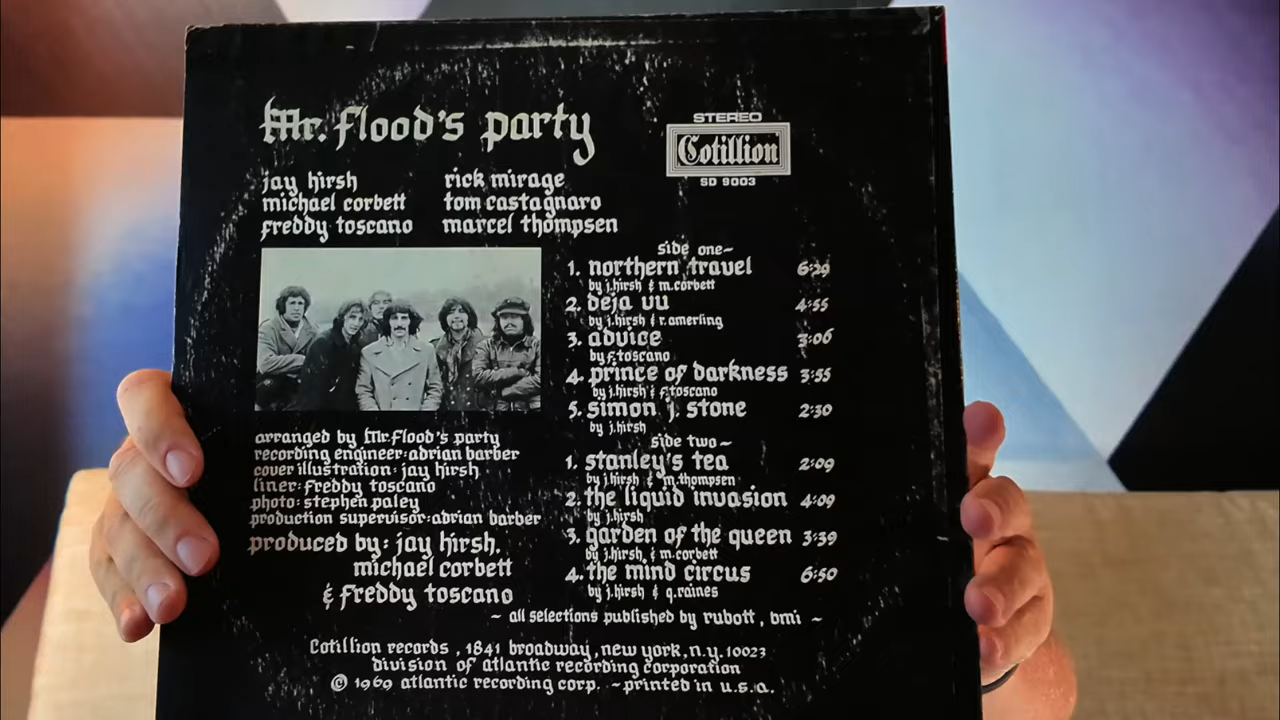 Mr. flood's party
STEREO
Cotillion
SD 9003
jay hirsh
michael corbett
freddy toscano
rick mirage
tom castagnaro
marcel thompsen
side one~
1. northern travel 6:29
by j.hirsh & m.corbett
2. deja vu 4:55
by j.hirsh & r.amerling
3. advice 3:06
by f.toscano
4. prince of darkness 3:55
by j.hirsh & f.toscano
5. simon j. stone 2:30
by j.hirsh
side two~
1. stanley's tea 2:09
by j.hirsh & m.thompsen
2. the liquid invasion 4:09
by j.hirsh
3. garden of the queen 3:39
by j.hirsh & m.corbett
4. the mind circus 6:50
by j.hirsh & q.raines
arranged by Mr.flood's party
recording engineer:adrian barber
cover illustration: jay hirsh
liner: freddy toscano
photo: stephen paley
production supervisor:adrian barber
produced by: jay hirsh.
michael corbett
& freddy toscano
~ all selections published by rubott, bmi ~
Cotillion records , 1841 broadway, new york, n.y. 10023
division of atlantic recording corporation
© 1969 atlantic recording corp. ~printed in u.s.a.